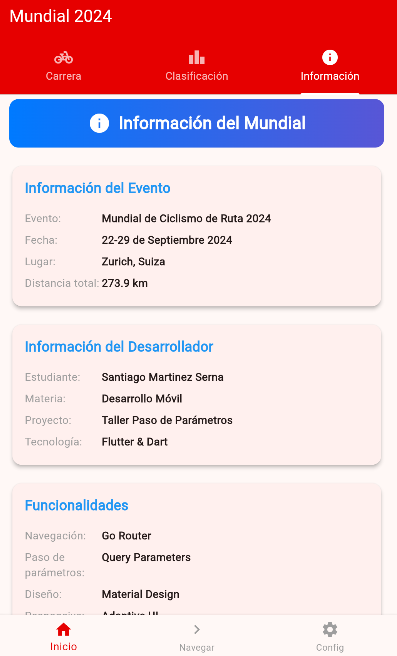 Mundial 2024
Carrera
Clasificación
Información
Información del Mundial
Información del Evento
Evento: Mundial de Ciclismo de Ruta 2024
Fecha: 22-29 de Septiembre 2024
Lugar: Zurich, Suiza
Distancia total: 273.9 km
Información del Desarrollador
Estudiante: Santiago Martinez Serna
Materia: Desarrollo Móvil
Proyecto: Taller Paso de Parámetros
Tecnología: Flutter & Dart
Funcionalidades
Navegación: Go Router
Paso de Query Parameters
parámetros:
Diseño: Material Design
Inicio
Navegar
Config